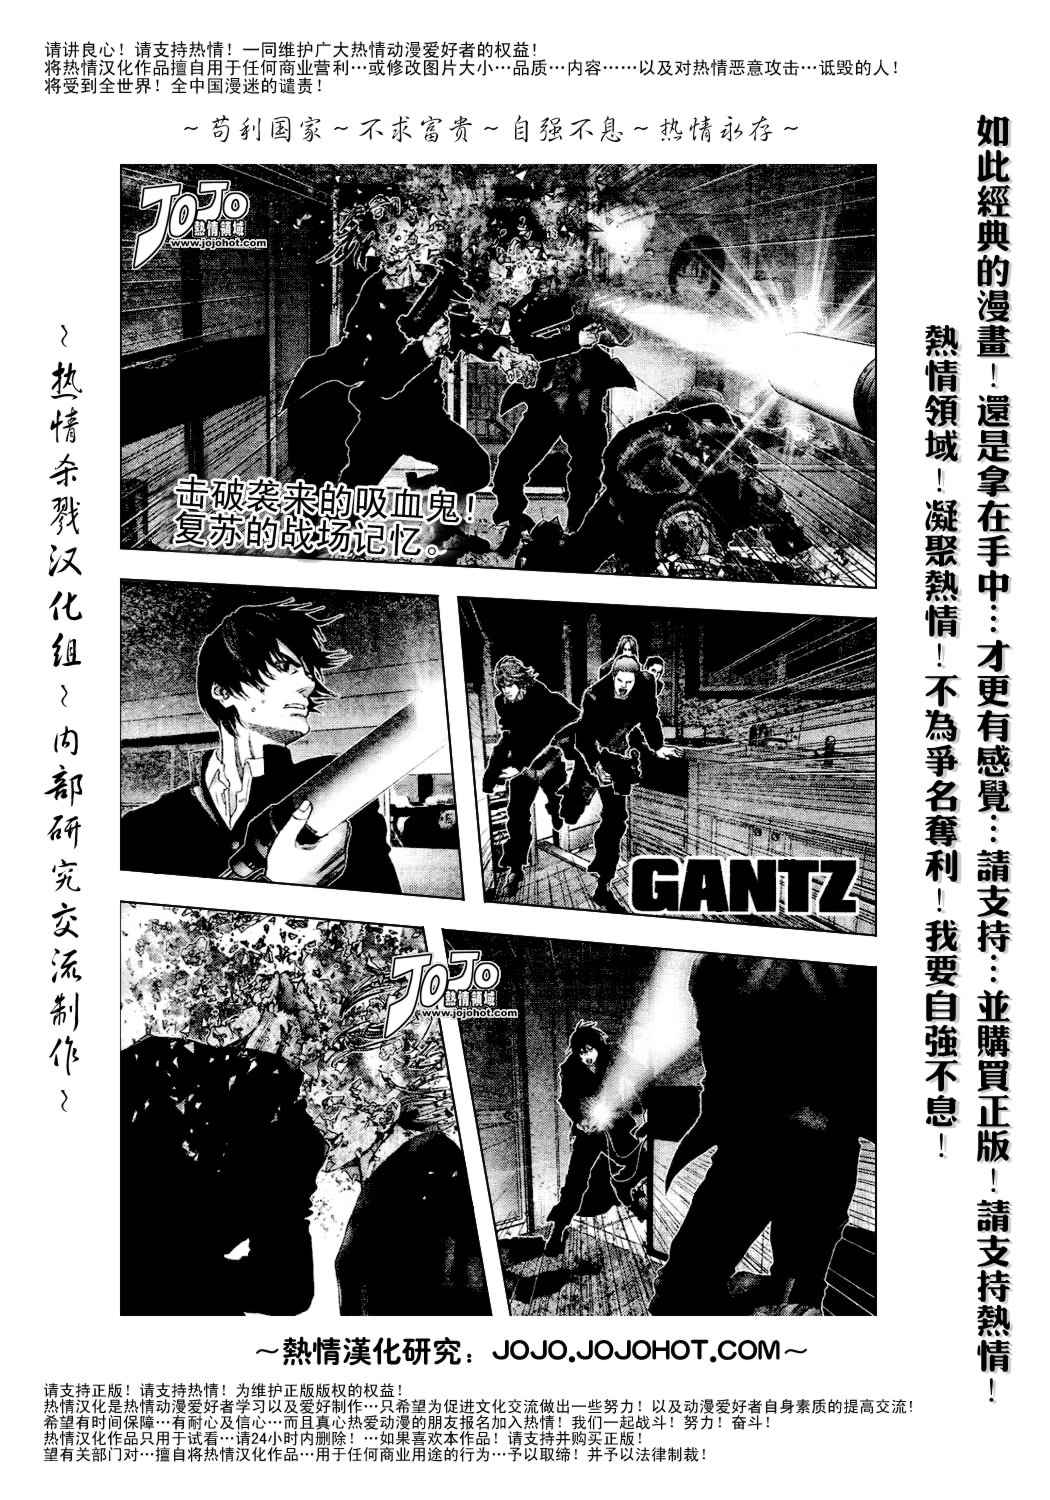 请讲良心！请支持热情！一同维护广大热情动漫爱好者的权益！
将热情汉化作品擅自用于任何商业营利…或修改图片大小…品质…内容……以及对热情恶意攻击…诋毁的人！
将受到全世界！全中国漫迷的谴责！
～苟利国家～不求富贵～自强不息～热情永存～
如此經典的漫畫！還是拿在手中…才更有感覺…請支持…並購買正版！請支持熱情！
熱情領域！凝聚熱情！不為爭名奪利！我要自強不息！
～热情杀戮汉化组～内部研究交流制作～
JOJO
熱情領域
www.jojohot.com
击破袭来的吸血鬼！
复苏的战场记忆。
GANTZ
JOJO
熱情領域
www.jojohot.com
～熱情漢化研究：JOJO.JOJOHOT.COM～
请支持正版！请支持热情！为维护正版版权的权益！
热情汉化是热情动漫爱好者学习以及爱好制作…只希望为促进文化交流做出一些努力！以及动漫爱好者自身素质的提高交流！
希望有时间保障…有耐心及信心…而且真心热爱动漫的朋友报名加入热情！我们一起战斗！努力！奋斗！
热情汉化作品只用于试看…请24小时内删除！…如果喜欢本作品！请支持并购买正版！
望有关部门对…擅自将热情汉化作品…用于任何商业用途的行为…予以取缔！并予以法律制裁！